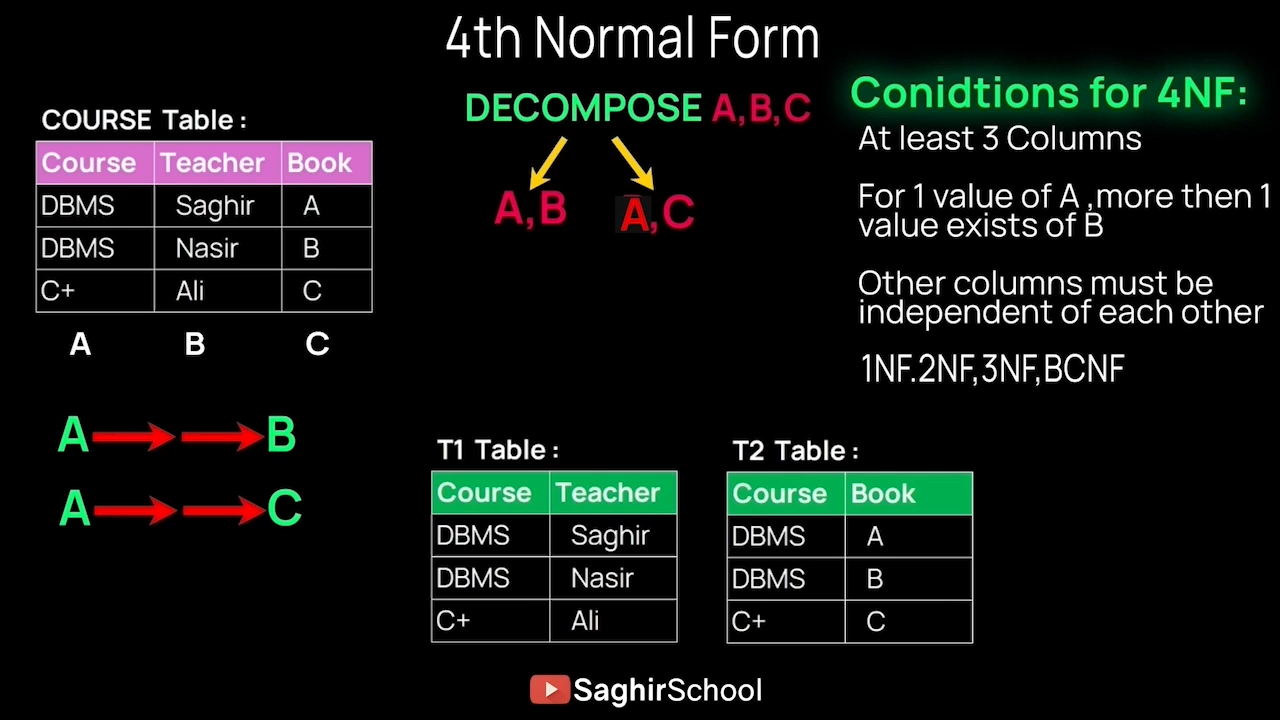 4th Normal Form
COURSE Table :
Course Teacher Book
DBMS Saghir A
DBMS Nasir B
C+ Ali C
A B C
A B
A C
DECOMPOSE A,B,C
A,B A,C
Conidtions for 4NF:
At least 3 Columns
For 1 value of A ,more then 1
value exists of B
Other columns must be
independent of each other
1NF.2NF,3NF,BCNF
T1 Table :
Course Teacher
DBMS Saghir
DBMS Nasir
C+ Ali
T2 Table :
Course Book
DBMS A
DBMS B
C+ C
SaghirSchool